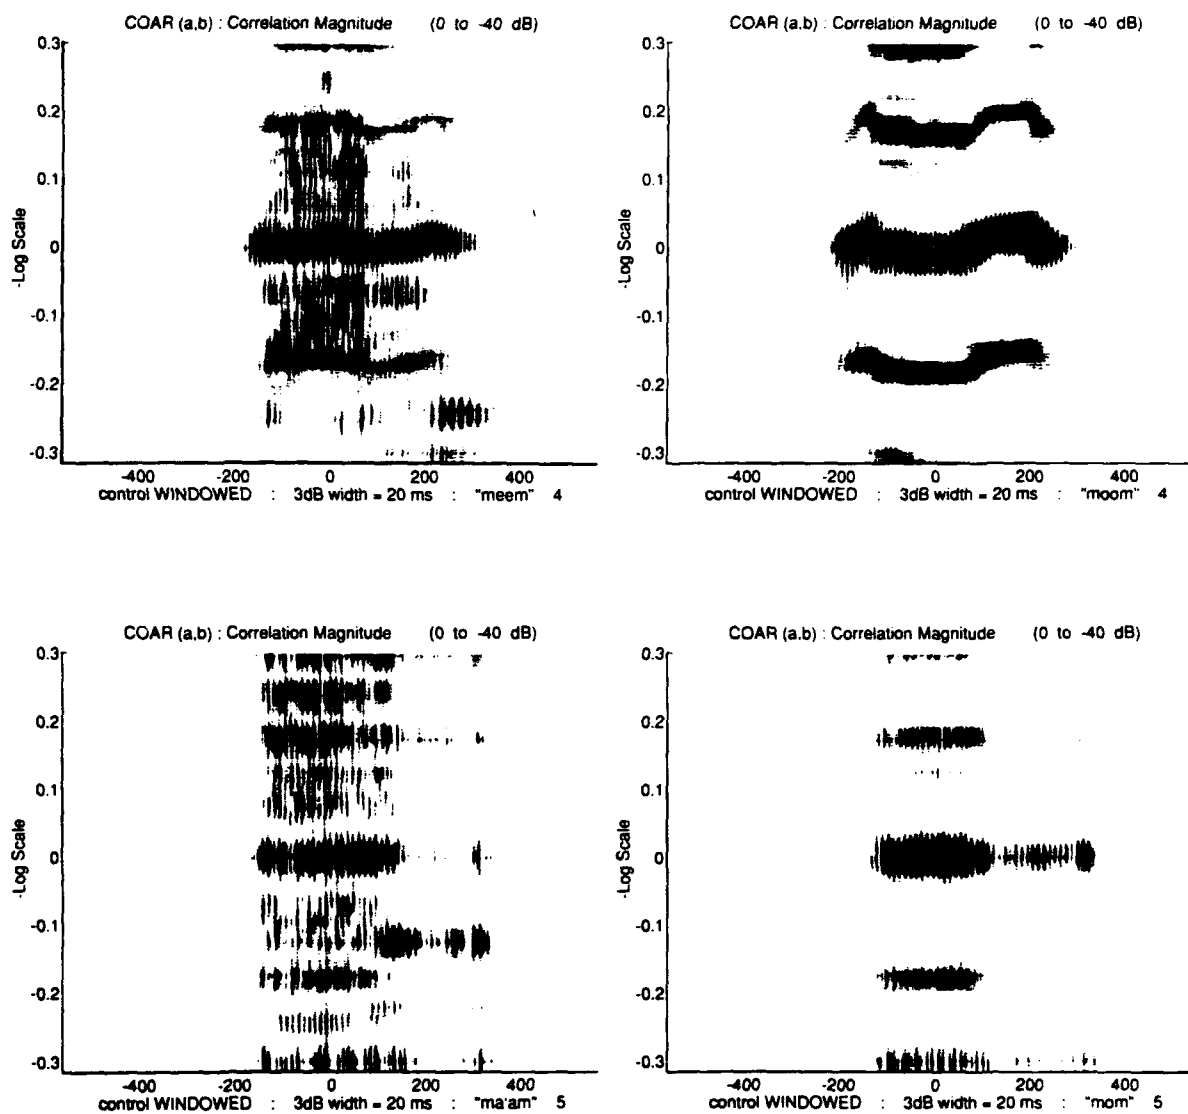 COAR (a,b) : Correlation Magnitude (0 to -40 dB)
0.3
0.2
0.1
0
-0.1
-0.2
-0.3
-Log Scale
-400 -200 0 200 400
control WINDOWED : 3dB width = 20 ms : "meem" 4
COAR (a,b) : Correlation Magnitude (0 to -40 dB)
0.3
0.2
0.1
0
-0.1
-0.2
-0.3
-Log Scale
-400 -200 0 200 400
control WINDOWED : 3dB width = 20 ms : "moom" 4
COAR (a,b) : Correlation Magnitude (0 to -40 dB)
0.3
0.2
0.1
0
-0.1
-0.2
-0.3
-Log Scale
-400 -200 0 200 400
control WINDOWED : 3dB width = 20 ms : "ma'am" 5
COAR (a,b) : Correlation Magnitude (0 to -40 dB)
0.3
0.2
0.1
0
-0.1
-0.2
-0.3
-Log Scale
-400 -200 0 200 400
control WINDOWED : 3dB width = 20 ms : "mom" 5